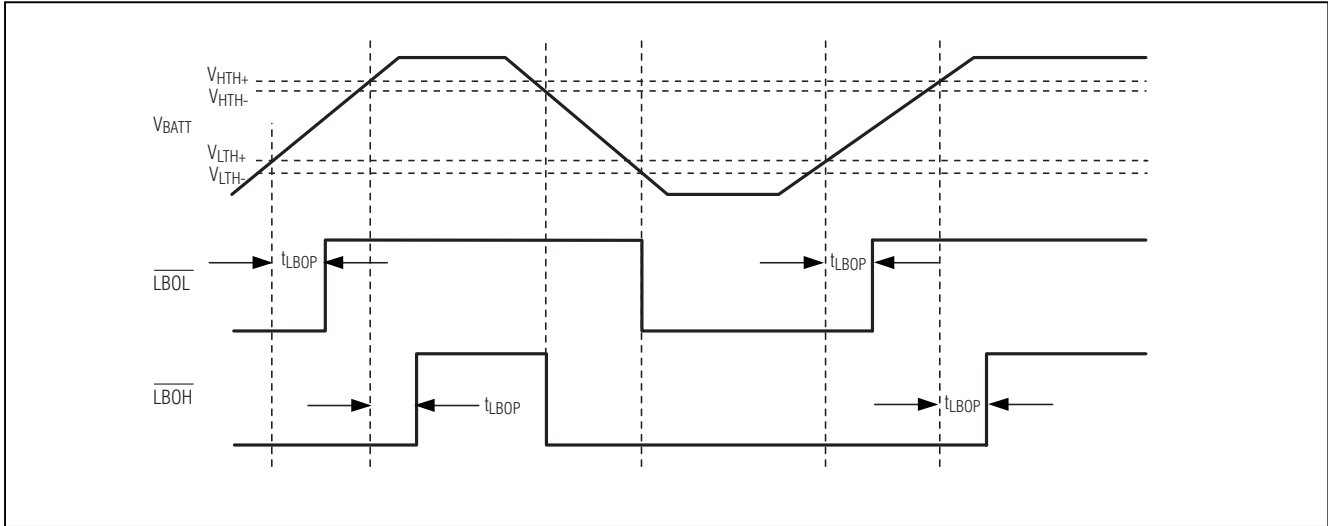 VHTH+
VHTH-
VBATT
VLTH+
VLTH-
tLBOP
tLBOP
LBOL
LBOH
tLBOP
tLBOP